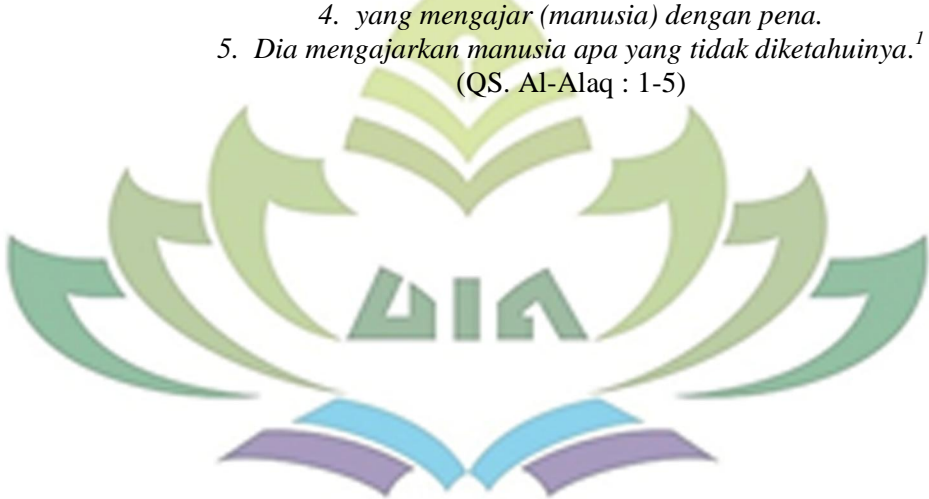 4. yang mengajar (manusia) dengan pena.
5. Dia mengajarkan manusia apa yang tidak diketahuinya.¹
(QS. Al-Alaq : 1-5)
UIN